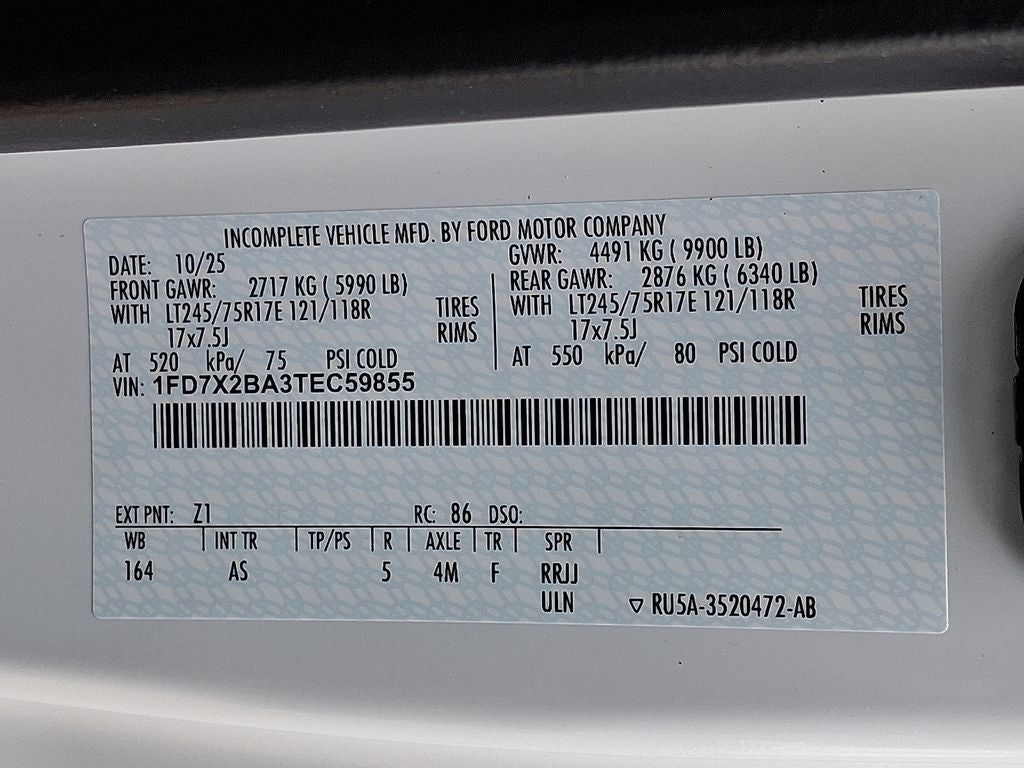 INCOMPLETE VEHICLE MFD. BY FORD MOTOR COMPANY
DATE: 10/25 GVWR: 4491 KG ( 9900 LB)
FRONT GAWR: 2717 KG ( 5990 LB) REAR GAWR: 2876 KG ( 6340 LB)
WITH LT245/75R17E 121/118R TIRES WITH LT245/75R17E 121/118R TIRES
17x7.5J RIMS 17x7.5J RIMS
AT 520 kPa/ 75 PSI COLD AT 550 kPa/ 80 PSI COLD
VIN: 1FD7X2BA3TEC59855
EXT PNT: Z1 RC: 86 DSO:
WB INT TR TP/PS R AXLE TR SPR
164 AS 5 4M F RRJJ
ULN ▽ RU5A-3520472-AB